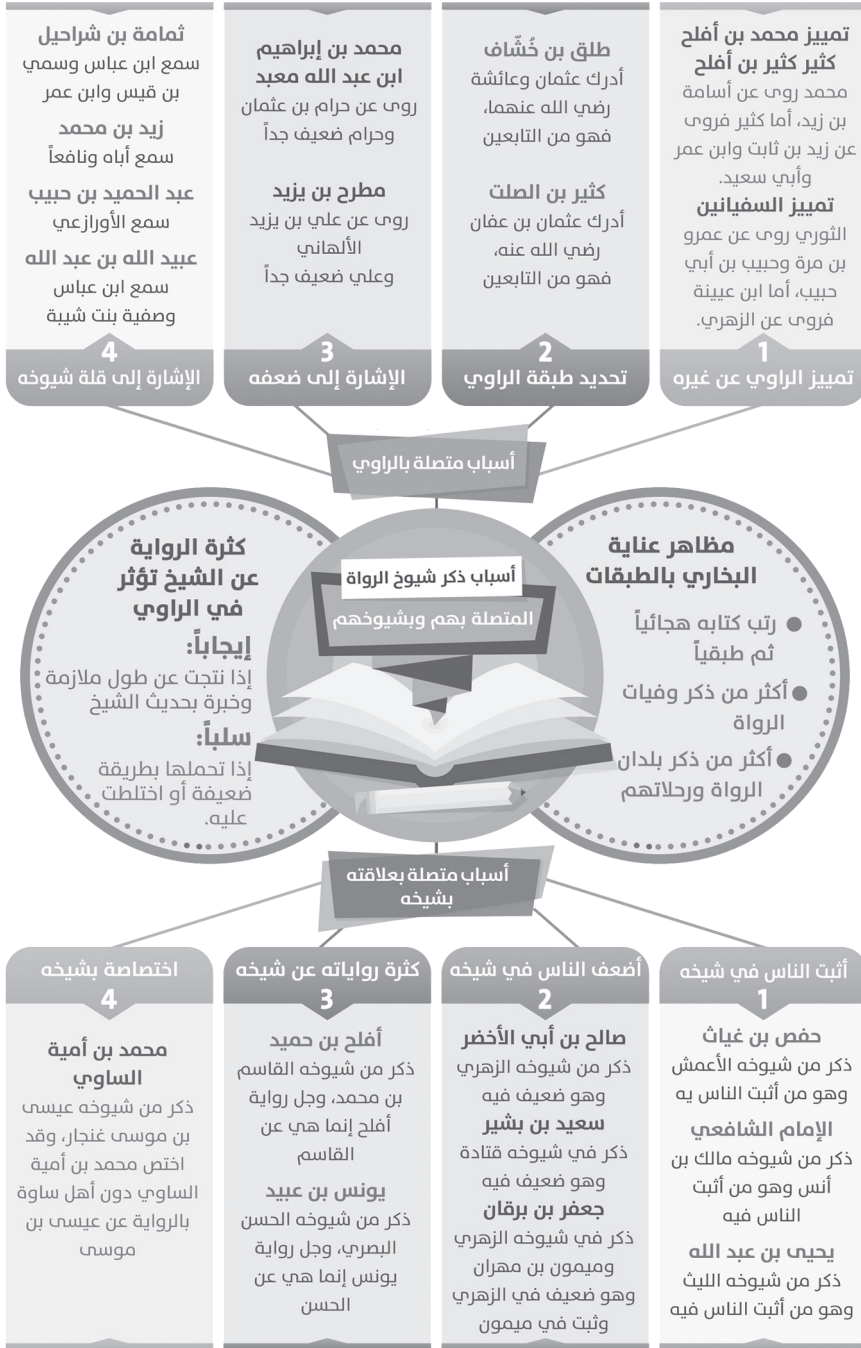 تمييز محمد بن أفلح
كثير كثير بن أفلح
محمد روى عن أسامة
بن زيد، أما كثير فروى
عن زيد بن ثابت وابن عمر
وأبي سعيد.
تمييز السفيانين
الثوري روى عن عمرو
بن مرة وحبيب بن أبي
حبيب، أما ابن عيينة
فروى عن الزهري.
1
تمييز الراوي عن غيره
طلق بن خُشّاف
أدرك عثمان وعائشة
رضي الله عنهما،
فهو من التابعين
كثير بن الصلت
أدرك عثمان بن عفان
رضي الله عنه،
فهو من التابعين
2
تحديد طبقة الراوي
محمد بن إبراهيم
ابن عبد الله معبد
روى عن حرام بن عثمان
وحرام ضعيف جداً
مطرح بن يزيد
روى عن علي بن يزيد
الألهاني
وعلي ضعيف جداً
3
الإشارة إلى ضعفه
ثمامة بن شراحيل
سمع ابن عباس وسمي
بن قيس وابن عمر
زيد بن محمد
سمع أباه ونافعاً
عبد الحميد بن حبيب
سمع الأورازعي
عبيد الله بن عبد الله
سمع ابن عباس
وصفية بنت شيبة
4
الإشارة إلى قلة شيوخه
أسباب متصلة بالراوي
مظاهر عناية
البخاري بالطبقات
● رتب كتابه هجائياً
ثم طبقياً
● أكثر من ذكر وفيات
الرواة
● أكثر من ذكر بلدان
الرواة ورحلاتهم
أسباب ذكر شيوخ الرواة
المتصلة بهم وبشيوخهم
كثرة الرواية
عن الشيخ تؤثر
في الراوي
إيجاباً:
إذا نتجت عن طول ملازمة
وخبرة بحديث الشيخ
سلباً:
إذا تحملها بطريقة
ضعيفة أو اختلطت
عليه.
أسباب متصلة بعلاقته
بشيخه
أثبت الناس في شيخه
1
حفص بن غياث
ذكر من شيوخه الأعمش
وهو من أثبت الناس يه
الإمام الشافعي
ذكر من شيوخه مالك بن
أنس وهو من أثبت
الناس فيه
يحيى بن عبد الله
ذكر من شيوخه الليث
وهو من أثبت الناس فيه
أضعف الناس في شيخه
2
صالح بن أبي الأخضر
ذكر من شيوخه الزهري
وهو ضعيف فيه
سعيد بن بشير
ذكر في شيوخه قتادة
وهو ضعيف فيه
جعفر بن برقان
ذكر في شيوخه الزهري
وميمون بن مهران
وهو ضعيف في الزهري
وثبت في ميمون
كثرة رواياته عن شيخه
3
أفلح بن حميد
ذكر من شيوخه القاسم
بن محمد، وجل رواية
أفلح إنما هي عن
القاسم
يونس بن عبيد
ذكر من شيوخه الحسن
البصري، وجل رواية
يونس إنما هي عن
الحسن
اختصاصة بشيخه
4
محمد بن أمية
الساوي
ذكر من شيوخه عيسى
بن موسى غنجار، وقد
اختص محمد بن أمية
الساوي دون أهل ساوة
بالرواية عن عيسى بن
موسى